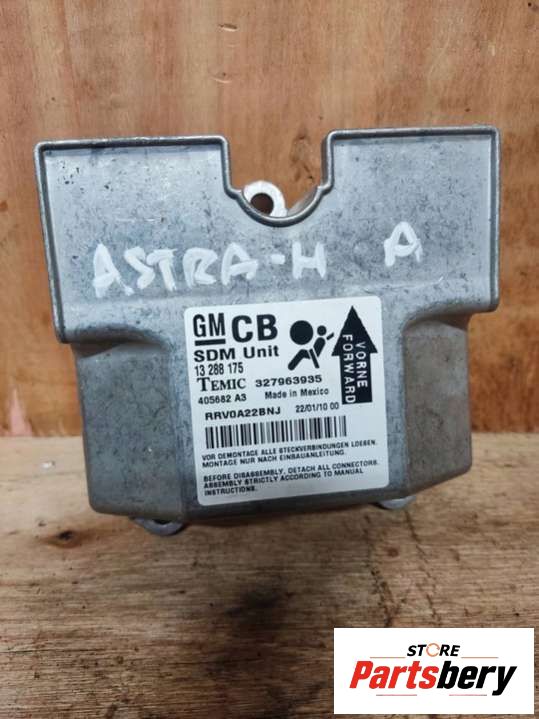 ASTRA-H A
GM CB
SDM Unit
13 288 175
TEMIC 327963935
405682 A3 Made in Mexico
RRV0A22BNJ 22/01/10 00
VORNE
FORWARD
VOR DEMONTAGE ALLE STECKVERBINDUNGEN LOESEN.
MONTAGE NUR NACH EINBAUANLEITUNG.
BEFORE DISASSEMBLY, DETACH ALL CONNECTORS.
ASSEMBLY STRICTLY ACCORDING TO MANUAL
INSTRUCTIONS.
STORE
Partsbery